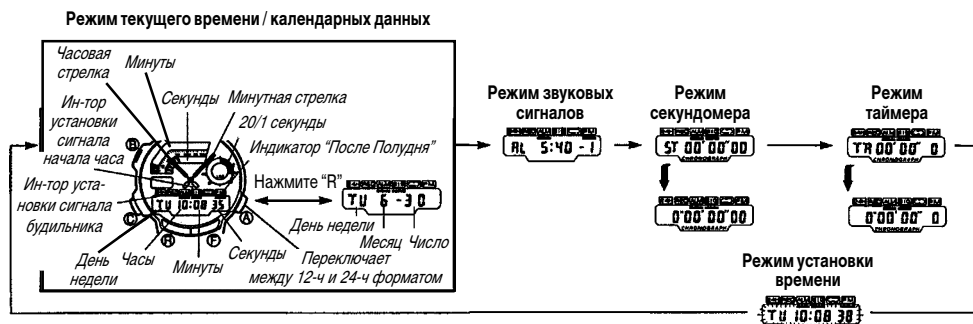 Режим текущего времени / календарных данных
Часовая
стрелка
Минуты
Секунды
Минутная стрелка
20/1 секунды
Ин-тор
установки
сигнала
начала часа
Индикатор "После Полудня"
Ин-тор уста-
новки сигнала
будильника
B
C
R
F
A
TU 10:08 35
Нажмите “R”
TU 6 - 30
День недели
Месяц Число
День
недели
Часы
Минуты
Секунды
Переключает
между 12-ч и 24-ч форматом
Режим звуковых
сигналов
AL 5:40 -1
Режим
секундомера
ST 00'00"00
CHRONOGRAPH
0'00'00"00
CHRONOGRAPH
Режим
таймера
TR 00'00" 0
CHRONOGRAPH
0'00'00" 0
CHRONOGRAPH
Режим установки
времени
TU 10:08 38